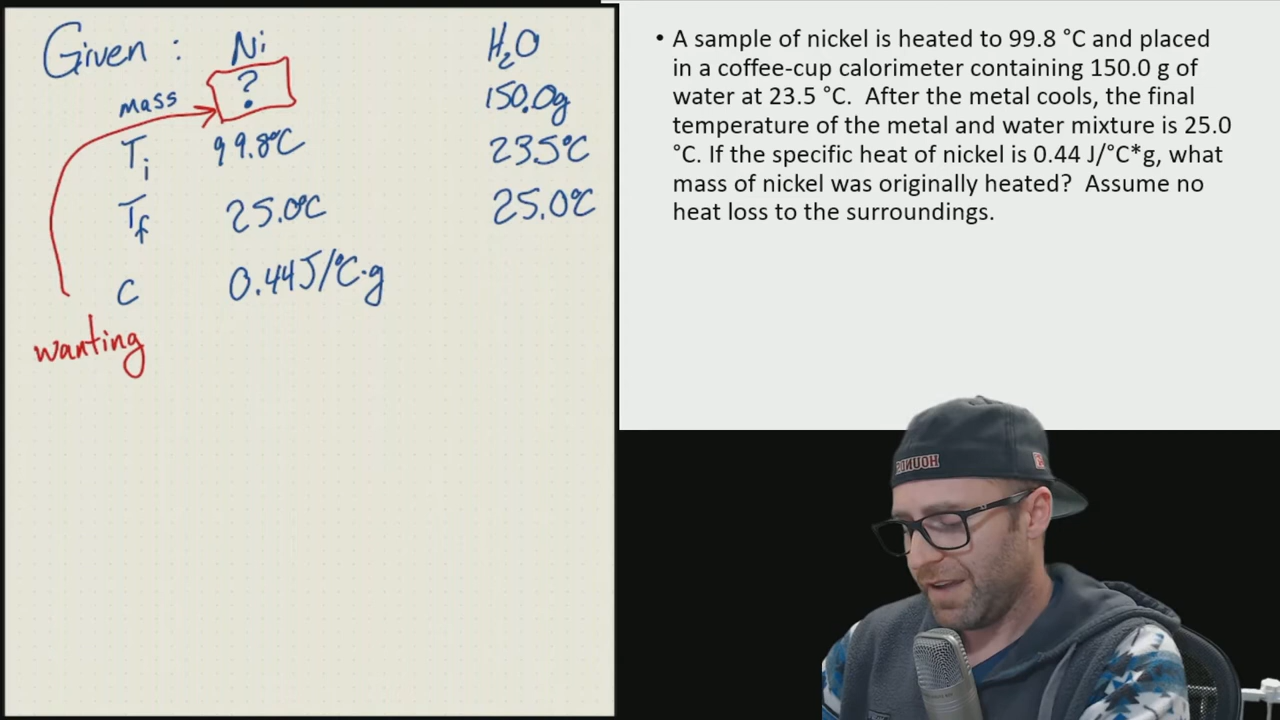 Given : Ni H₂O
mass ? 150.0g
Tᵢ 99.8°C 23.5°C
T_f 25.0°C 25.0°C
C 0.44J/°C·g
wanting
• A sample of nickel is heated to 99.8 °C and placed
in a coffee-cup calorimeter containing 150.0 g of
water at 23.5 °C. After the metal cools, the final
temperature of the metal and water mixture is 25.0
°C. If the specific heat of nickel is 0.44 J/°C*g, what
mass of nickel was originally heated? Assume no
heat loss to the surroundings.